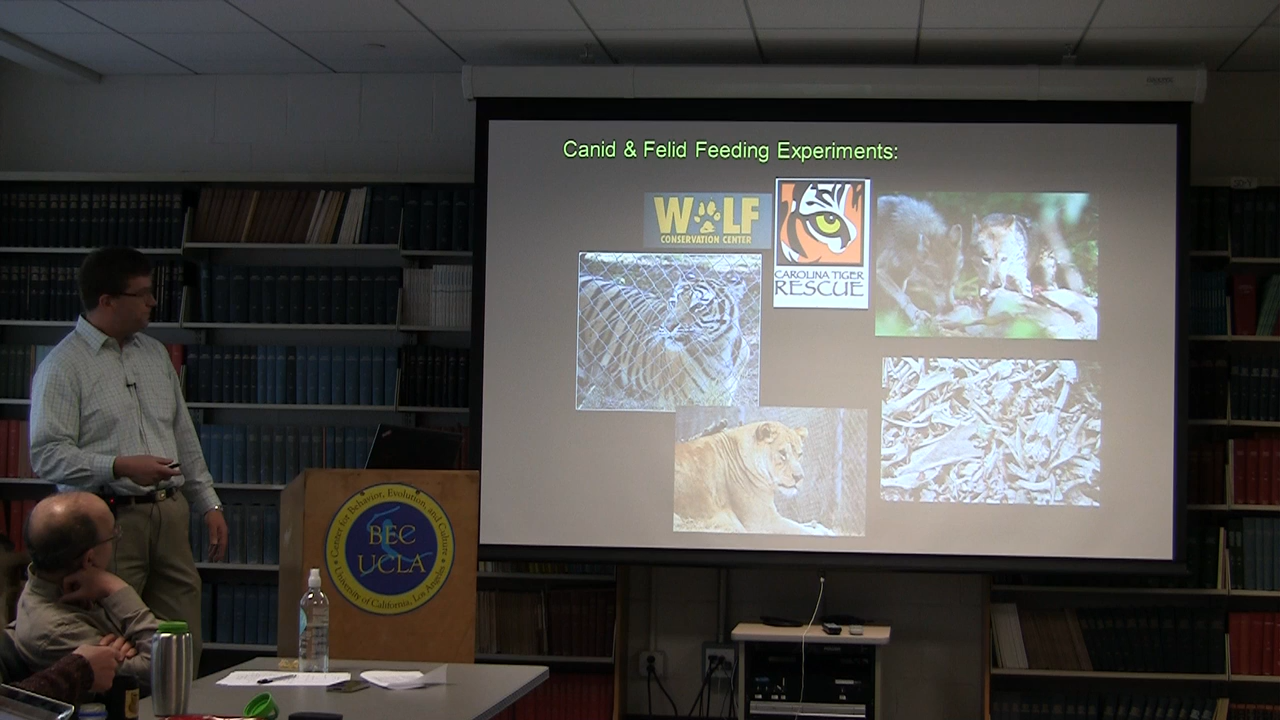 Canid & Felid Feeding Experiments:
WOLF
CONSERVATION CENTER
CAROLINA TIGER
RESCUE
Center for Behavior, Evolution, and Culture
BEC
UCLA
University of California, Los Angeles